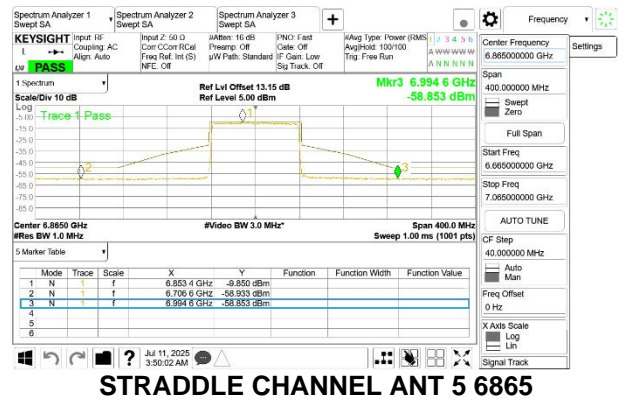 Spectrum Analyzer 1
Swept SA
Spectrum Analyzer 2
Swept SA
Spectrum Analyzer 3
Swept SA
+
Frequency
KEYSIGHT
RL
PASS
Input: RF
Coupling: AC
Align: Auto
Input Z: 50 Ω
Corr CCorr RCal
Freq Ref: Int (S)
NFE: Off
#Atten: 16 dB
Preamp: Off
µW Path: Standard
PNO: Fast
Gate: Off
IF Gain: Low
Sig Track: Off
#Avg Type: Power (RMS
Avg|Hold: 100/100
Trig: Free Run
1 2 3 4 5 6
A W W W W W
A N N N N N
1 Spectrum
Scale/Div 10 dB
Log
Ref Lvl Offset 13.15 dB
Ref Level 5.00 dBm
Mkr3 6.994 6 GHz
-58.853 dBm
Trace 1 Pass
1
2
3
-5.00
-15.0
-25.0
-35.0
-45.0
-55.0
-65.0
-75.0
-85.0
Center 6.8650 GHz
#Res BW 1.0 MHz
#Video BW 3.0 MHz*
Span 400.0 MHz
Sweep 1.00 ms (1001 pts)
5 Marker Table
Mode Trace Scale X Y Function Function Width Function Value
1 N 1 f 6.853 4 GHz -9.850 dBm
2 N 1 f 6.706 6 GHz -58.933 dBm
3 N 1 f 6.994 6 GHz -58.853 dBm
4
5
6
?
Jul 11, 2025
3:50:02 AM
Center Frequency
6.865000000 GHz
Settings
Span
400.000000 MHz
Swept
Zero
Full Span
Start Freq
6.665000000 GHz
Stop Freq
7.065000000 GHz
AUTO TUNE
CF Step
40.000000 MHz
Auto
Man
Freq Offset
0 Hz
X Axis Scale
Log
Lin
Signal Track
STRADDLE CHANNEL ANT 5 6865